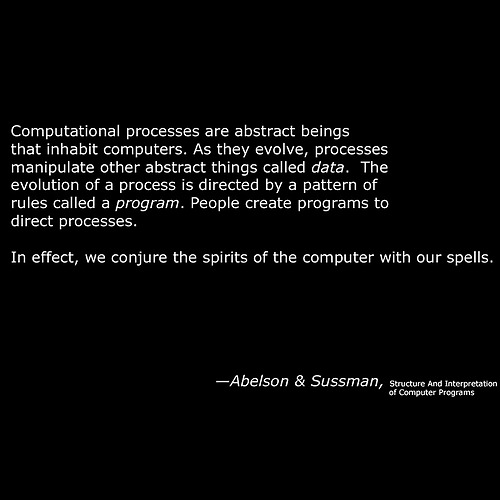 Computational processes are abstract beings
that inhabit computers. As they evolve, processes
manipulate other abstract things called data. The
evolution of a process is directed by a pattern of
rules called a program. People create programs to
direct processes.
In effect, we conjure the spirits of the computer with our spells.
—Abelson & Sussman, Structure And Interpretation
of Computer Programs